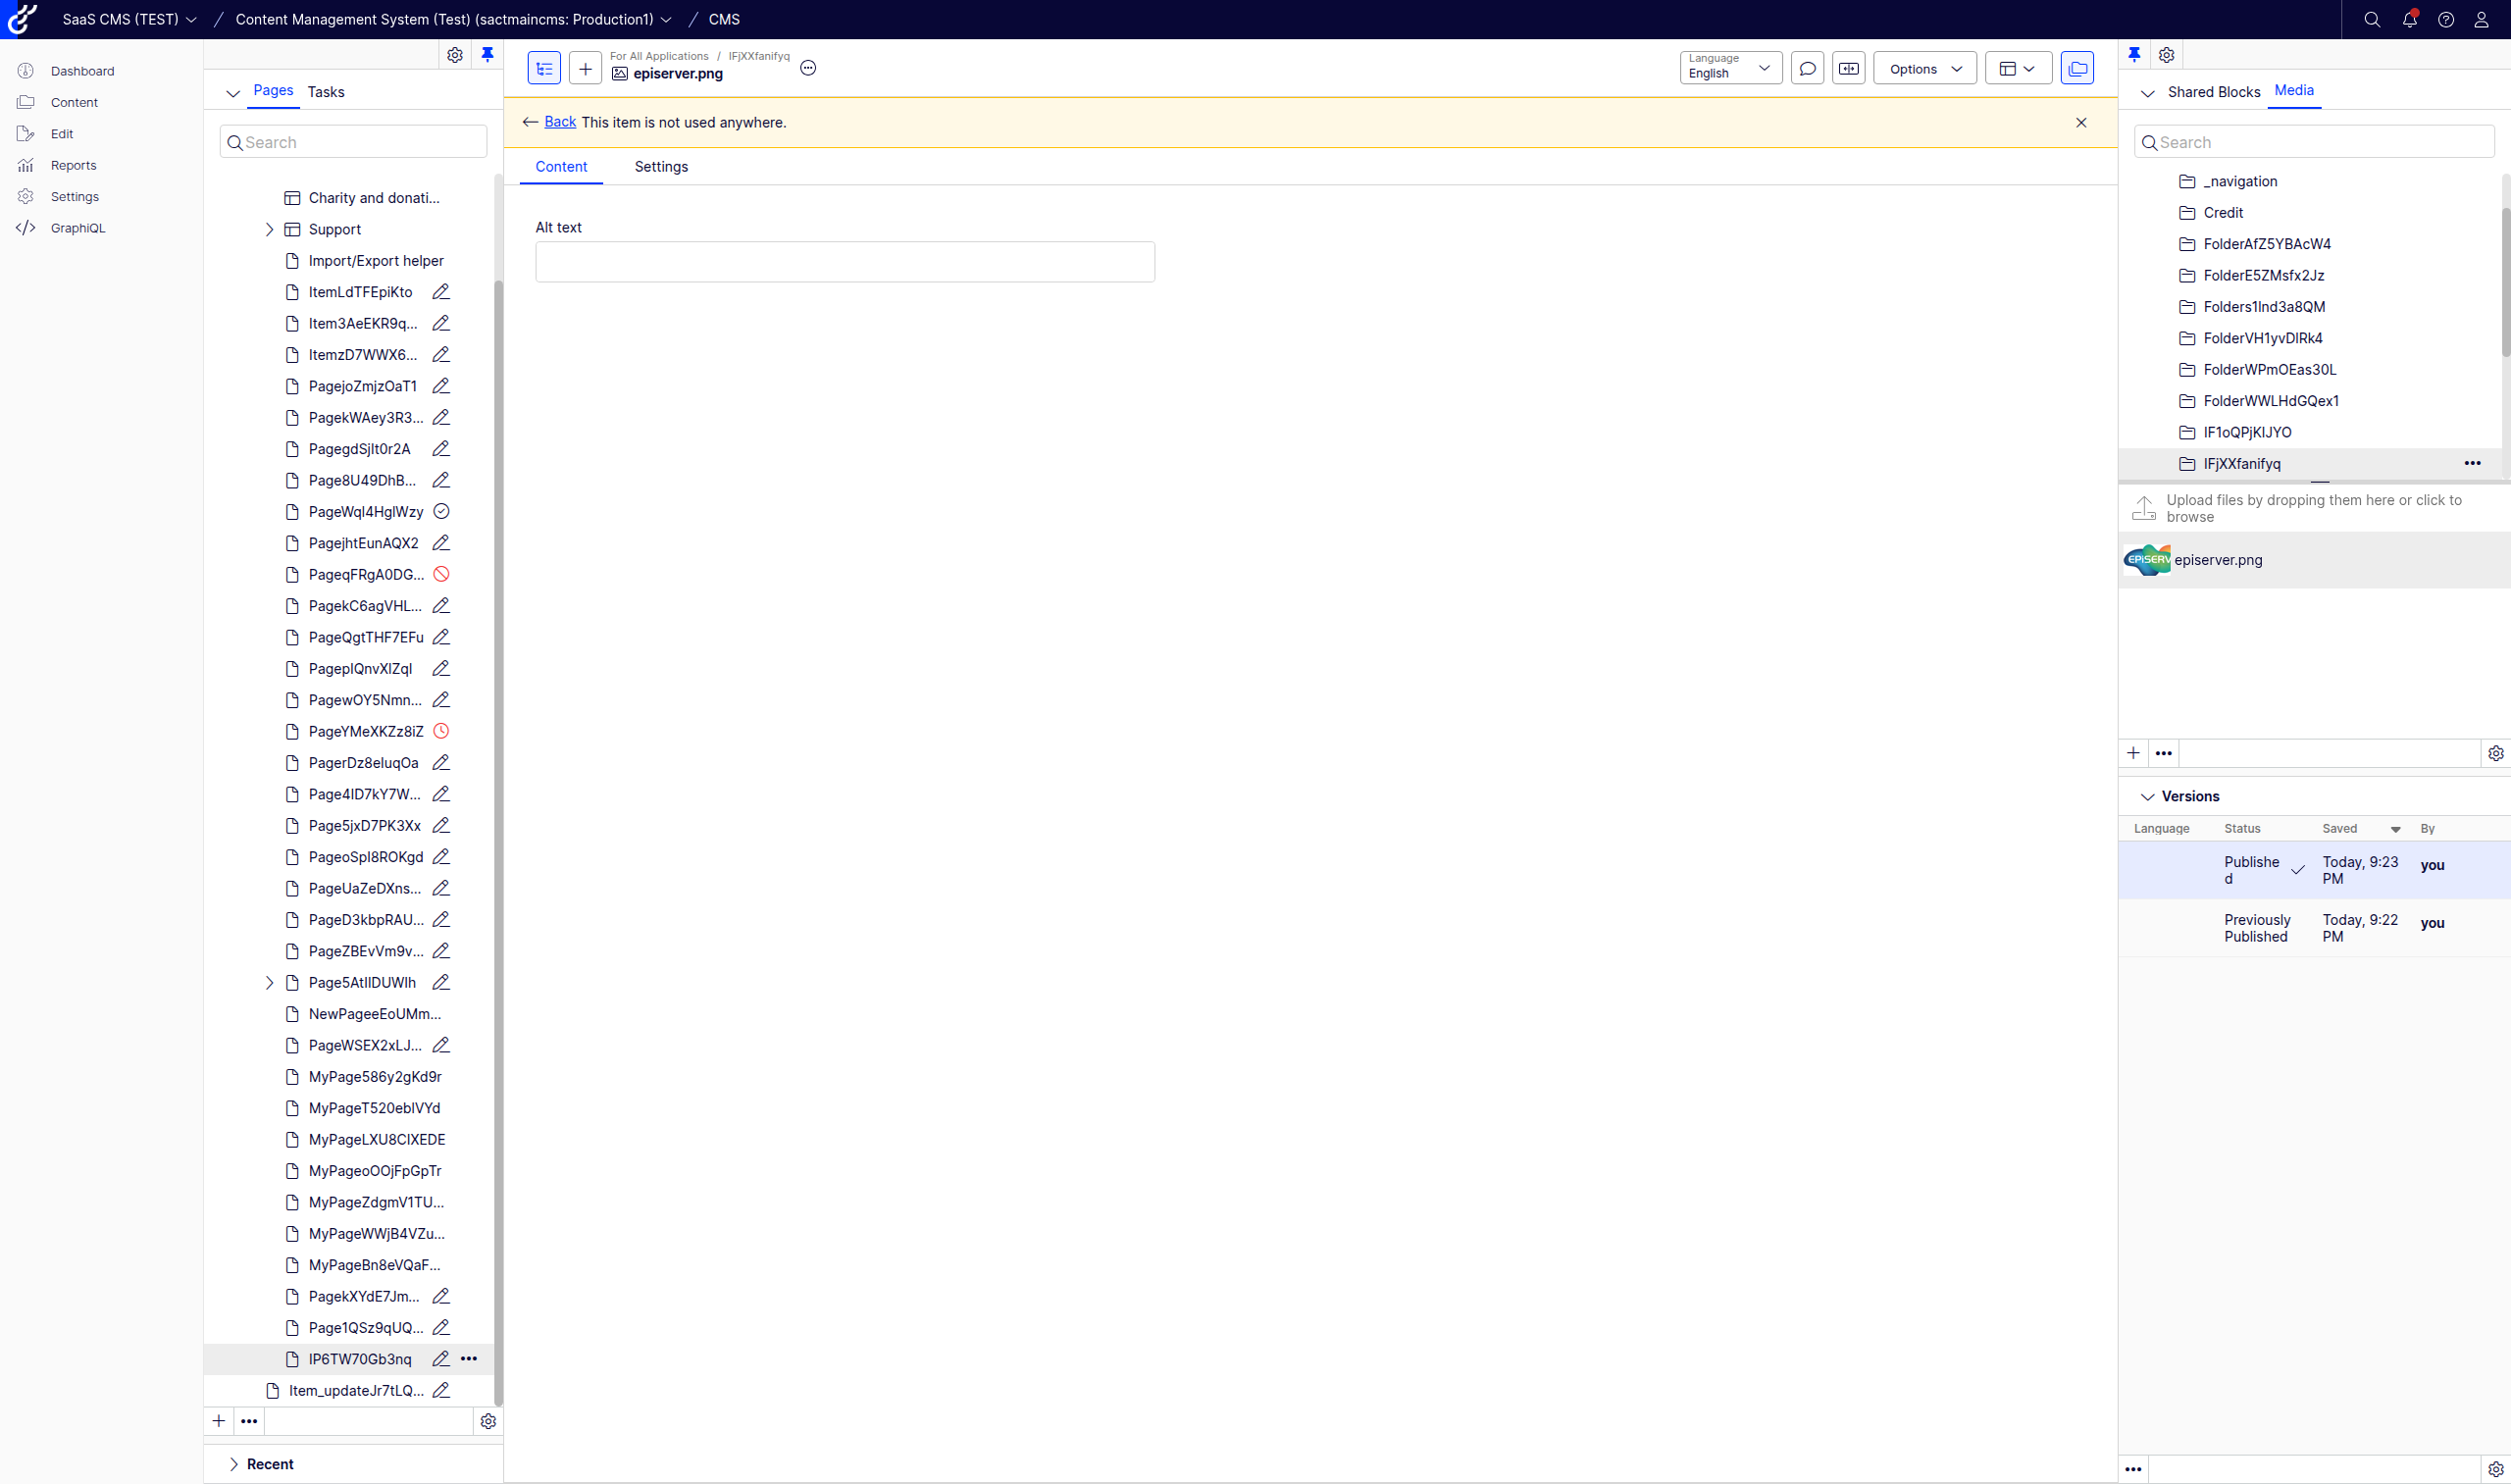 SaaS CMS (TEST) / Content Management System (Test) (sactmaincms: Production1) / CMS
Dashboard
Content
Edit
Reports
Settings
GraphiQL
Pages Tasks
Search
Charity and donati...
Support
Import/Export helper
ItemLdTFEpiKto
Item3AeEKR9q...
ItemzD7WWX6...
PagejoZmjzOaT1
PagekWAey3R3...
PagegdSjlt0r2A
Page8U49DhB...
PageWqI4HglWzy
PagejhtEunAQX2
PageqFRgA0DG...
PagekC6agVHL...
PageQgtTHF7EFu
PageplQnvXlZql
PagewOY5Nmn...
PageYMeXKZz8iZ
PagerDz8eluqOa
Page4ID7kY7W...
Page5jxD7PK3Xx
PageoSpl8ROKgd
PageUaZeDXns...
PageD3kbpRAU...
PageZBEvVm9v...
Page5AtIIDUWlh
NewPageeEoUMm...
PageWSEX2xLJ...
MyPage586y2gKd9r
MyPageT520eblVYd
MyPageLXU8CIXEDE
MyPageoOOjFpGpTr
MyPageZdgmV1TU...
MyPageWWjB4VZu...
MyPageBn8eVQaF...
PagekXYdE7Jm...
Page1QSz9qUQ...
IP6TW70Gb3nq
Item_updateJr7tLQ...
Recent
For All Applications / IFjXXfanifyq
episerver.png
Language
English
Options
Back This item is not used anywhere.
Content Settings
Alt text
Shared Blocks Media
Search
_navigation
Credit
FolderAfZ5YBAcW4
FolderE5ZMsfx2Jz
Folders1Ind3a8QM
FolderVH1yvDIRk4
FolderWPmOEas30L
FolderWWLHdGQex1
IF1oQPjKIJYO
IFjXXfanifyq
Upload files by dropping them here or click to
browse
EPiSERV
episerver.png
Versions
Language Status Saved By
Publishe
d
Today, 9:23
PM
you
Previously
Published
Today, 9:22
PM
you